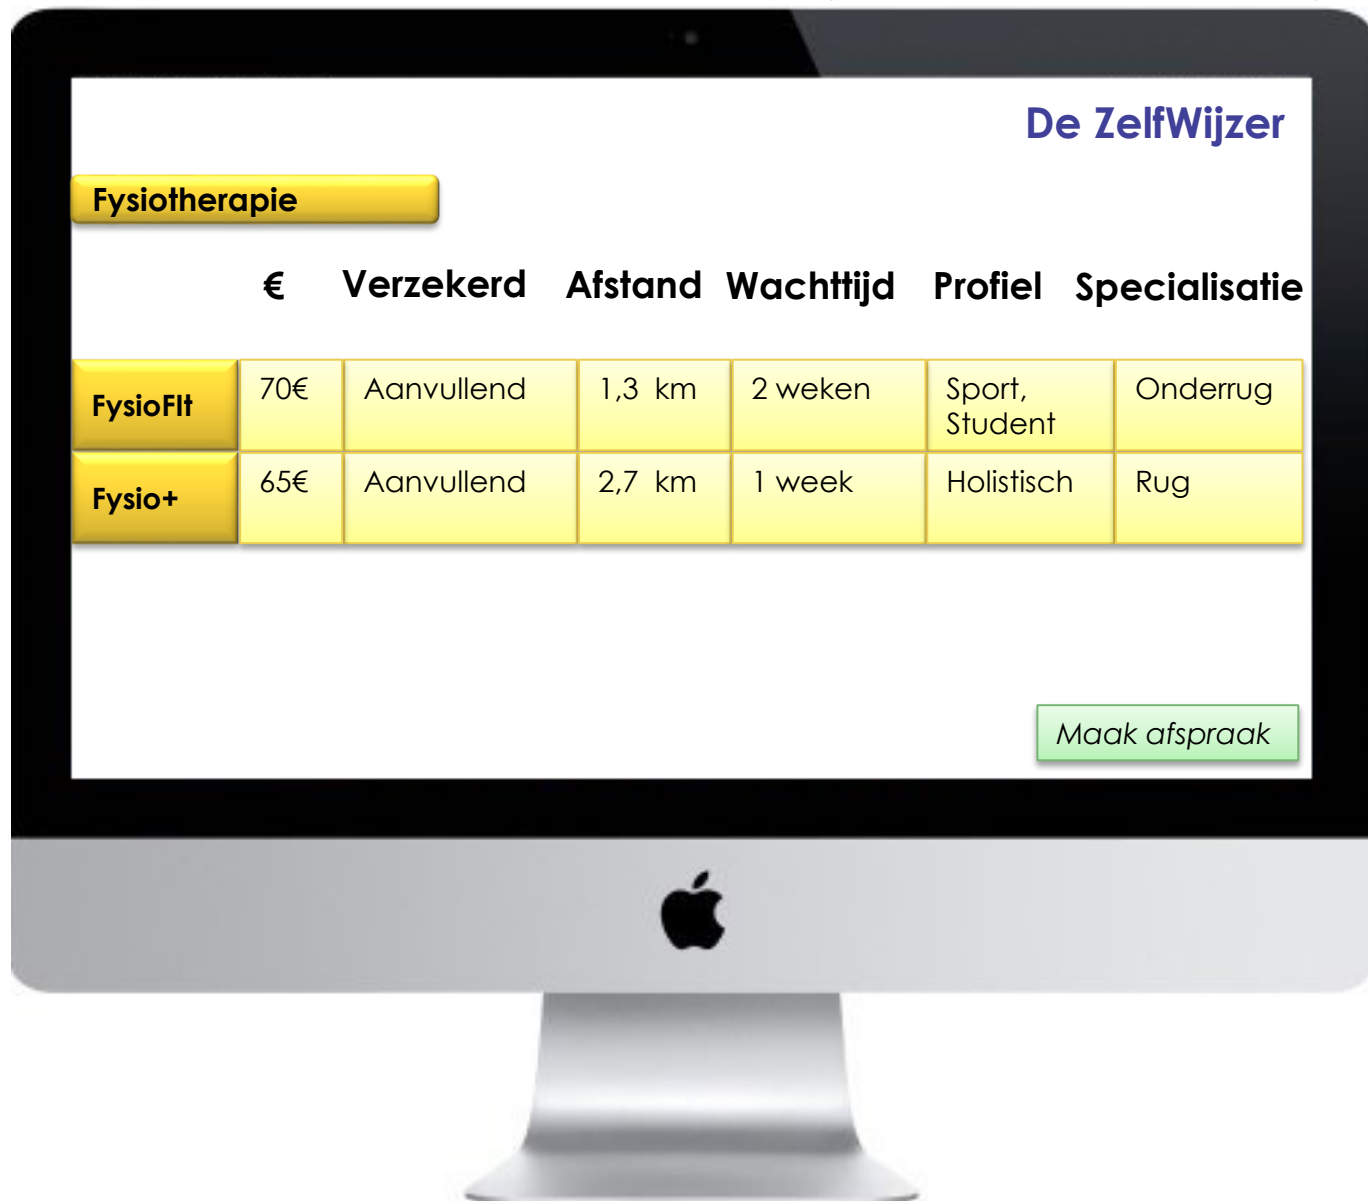 De ZelfWijzer
Fysiotherapie
€ Verzekerd Afstand Wachttijd Profiel Specialisatie
FysioFIt 70€ Aanvullend 1,3 km 2 weken Sport, Student Onderrug
Fysio+ 65€ Aanvullend 2,7 km 1 week Holistisch Rug
Maak afspraak